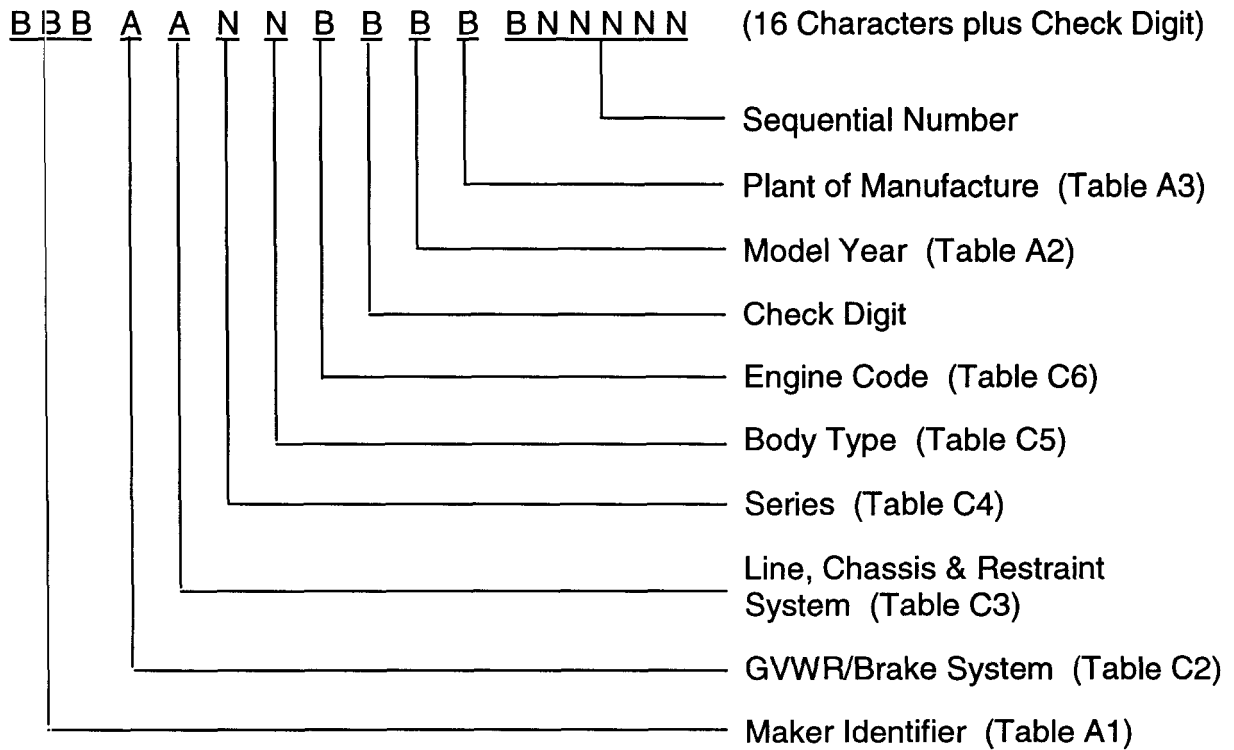 B B B A A N N B B B B B N N N N N (16 Characters plus Check Digit)
Sequential Number
Plant of Manufacture (Table A3)
Model Year (Table A2)
Check Digit
Engine Code (Table C6)
Body Type (Table C5)
Series (Table C4)
Line, Chassis & Restraint
System (Table C3)
GVWR/Brake System (Table C2)
Maker Identifier (Table A1)